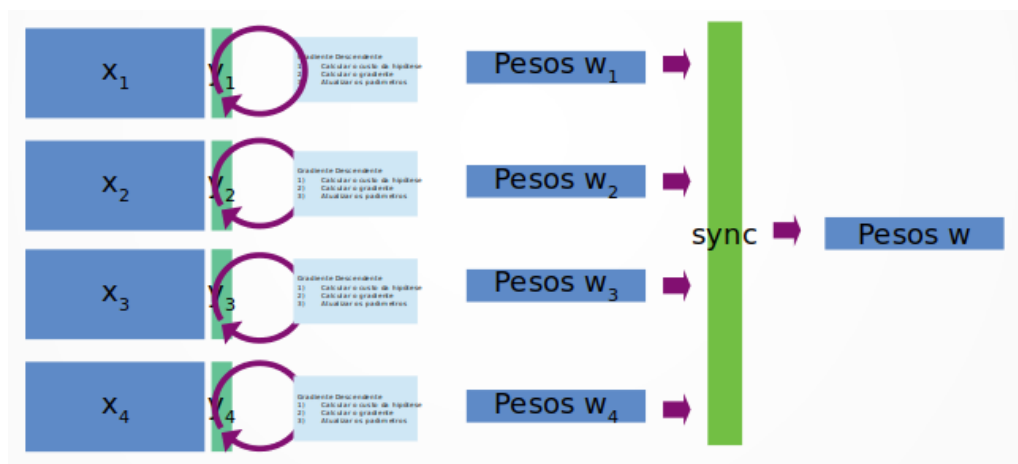 x1
y1
Gradiente Descendente
Calcular o custo da hipótese
2) Calcular o gradiente
Atualizar os parâmetros
Pesos w1
x2
y2
Gradiente Descendente
1) Calcular o custo da hipótese
2) Calcular o gradiente
3) Atualizar os parâmetros
Pesos w2
sync
Pesos w
x3
y3
Gradiente Descendente
1) Calcular o custo da hipótese
2) Calcular o gradiente
3) Atualizar os parâmetros
Pesos w3
x4
y4
Gradiente Descendente
1) Calcular o custo da hipótese
2) Calcular o gradiente
3) Atualizar os parâmetros
Pesos w4